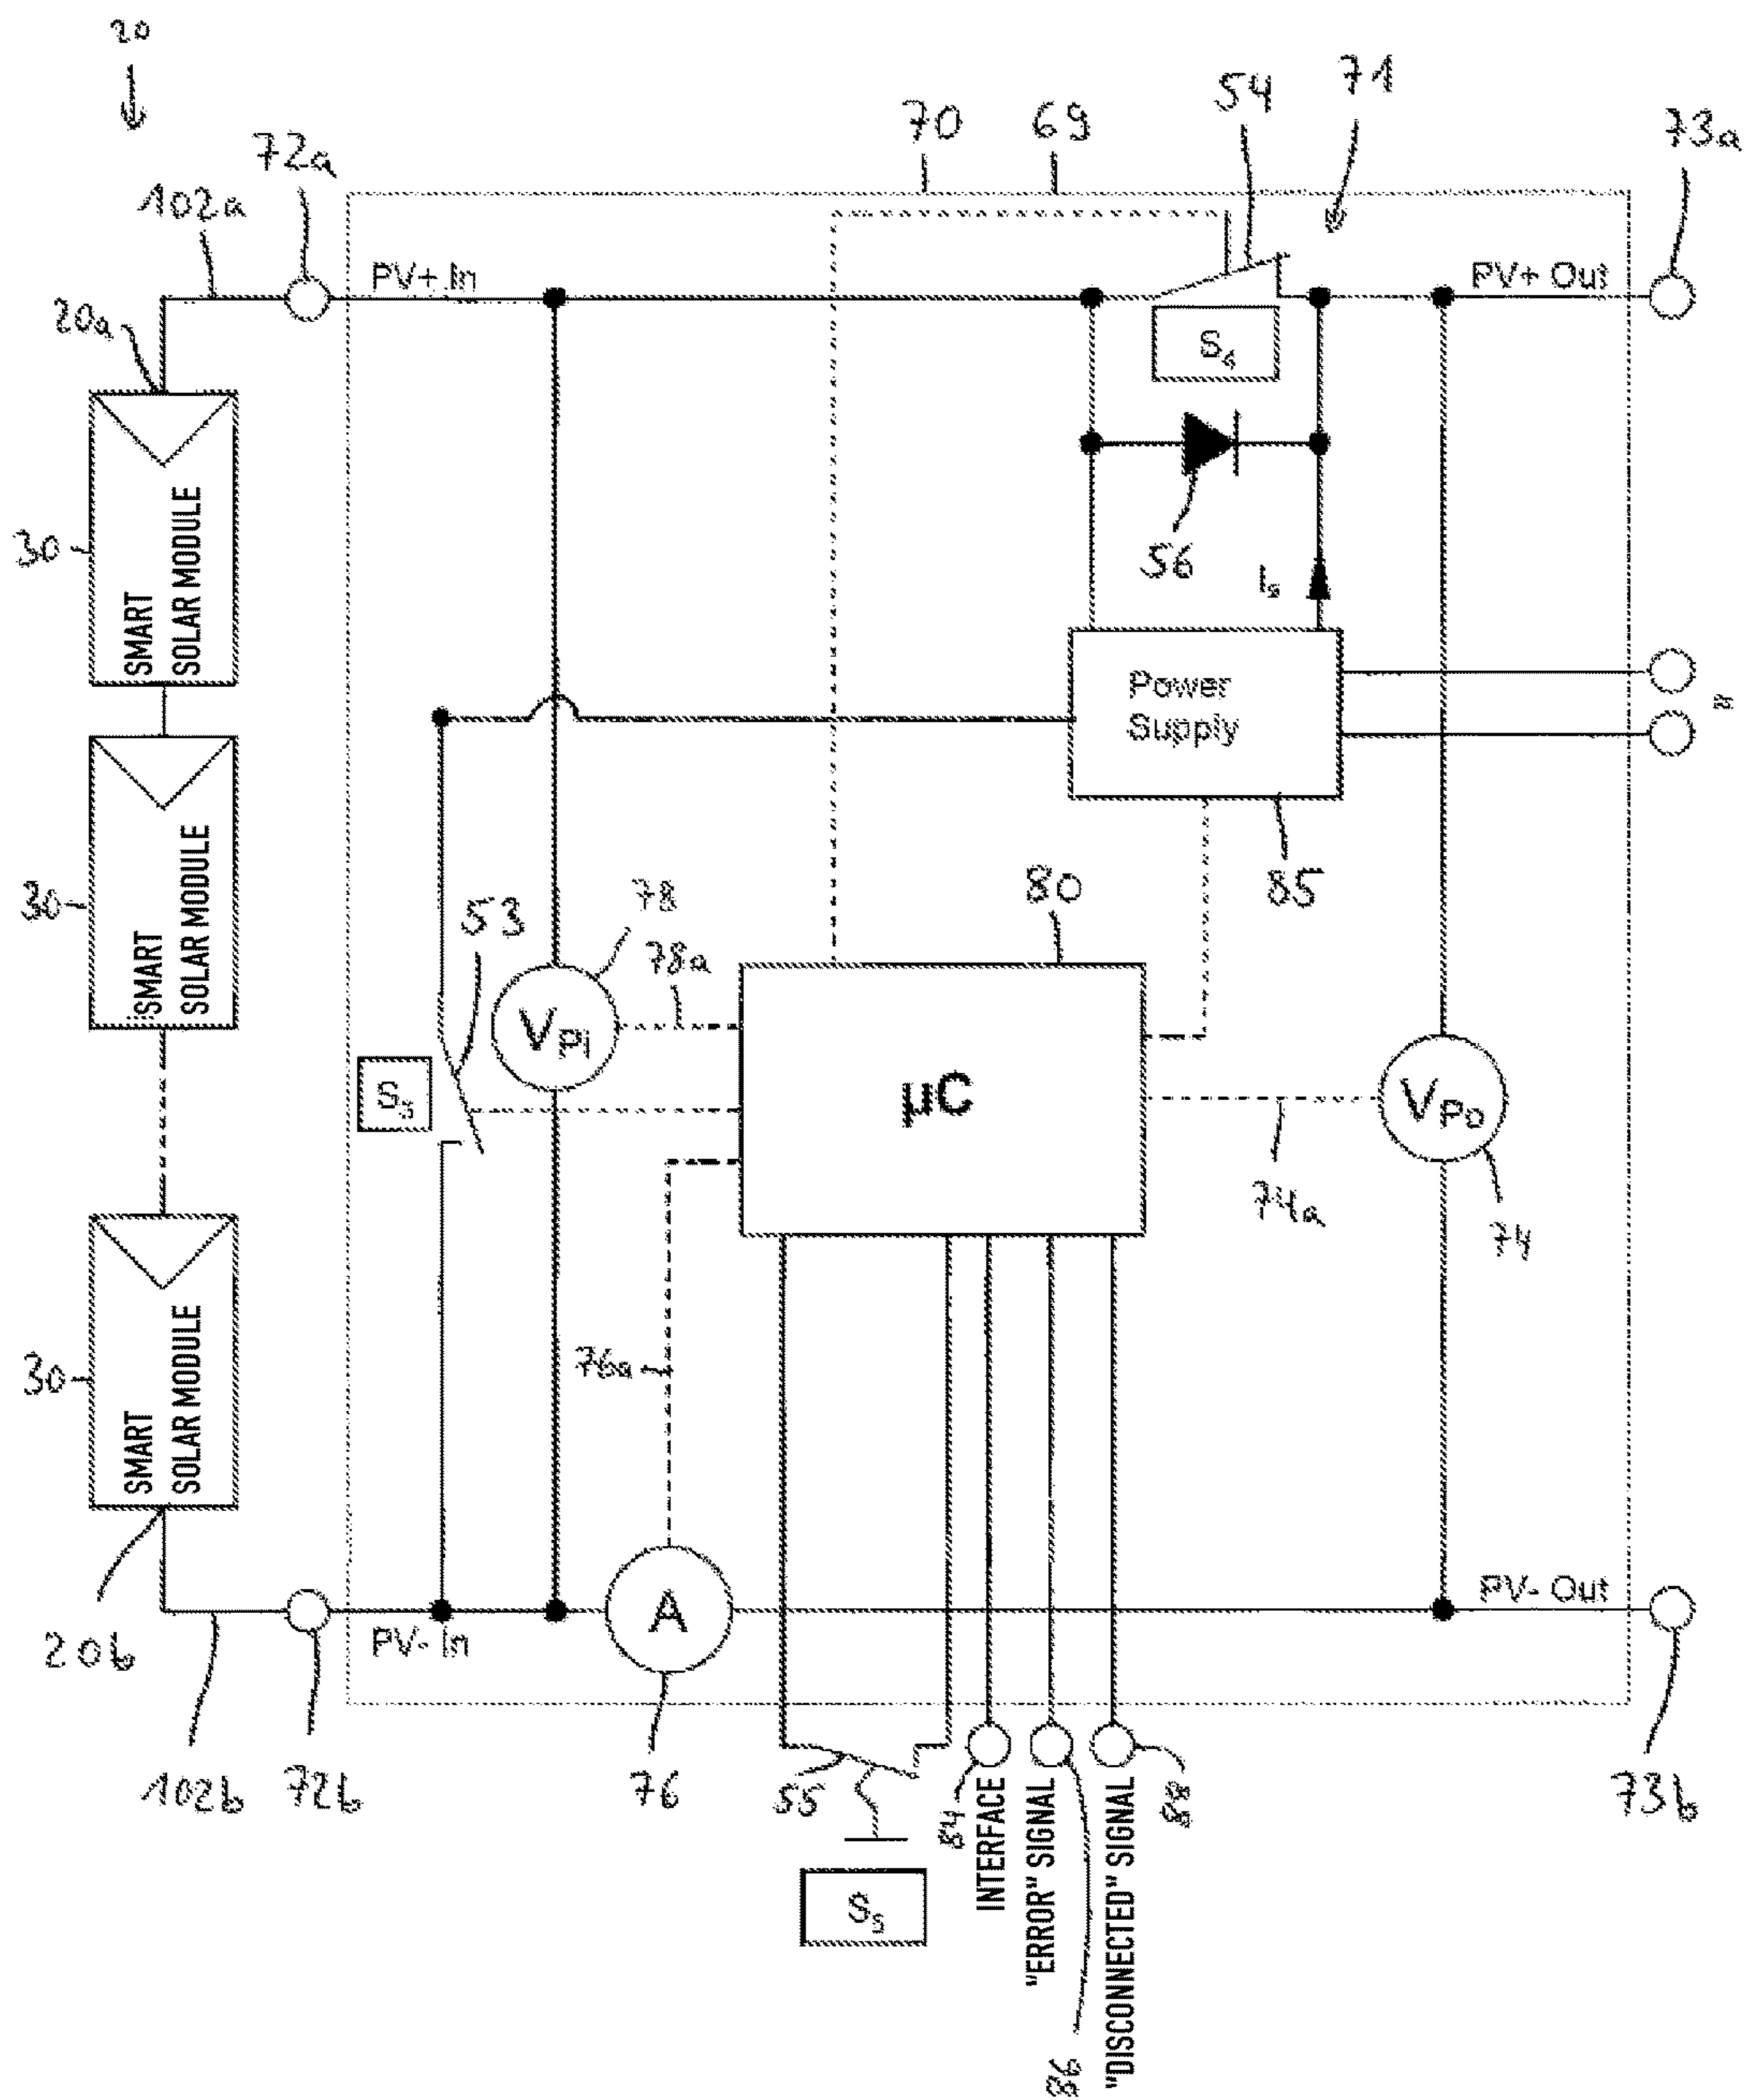 20
70
69
54
71
73a
72a
102a
PV+ In
PV+ Out
20a
S₄
30
SMART
SOLAR MODULE
56
Iₛ
Power
Supply
≈
85
80
30
SMART
SOLAR MODULE
53
78
78a
V Pi
S₃
µC
V Po
74a
74
30
SMART
SOLAR MODULE
76a
A
PV- In
PV- Out
20b
102b
72b
76
55
84
INTERFACE
"ERROR" SIGNAL
"DISCONNECTED" SIGNAL
88
73b
S₅
86